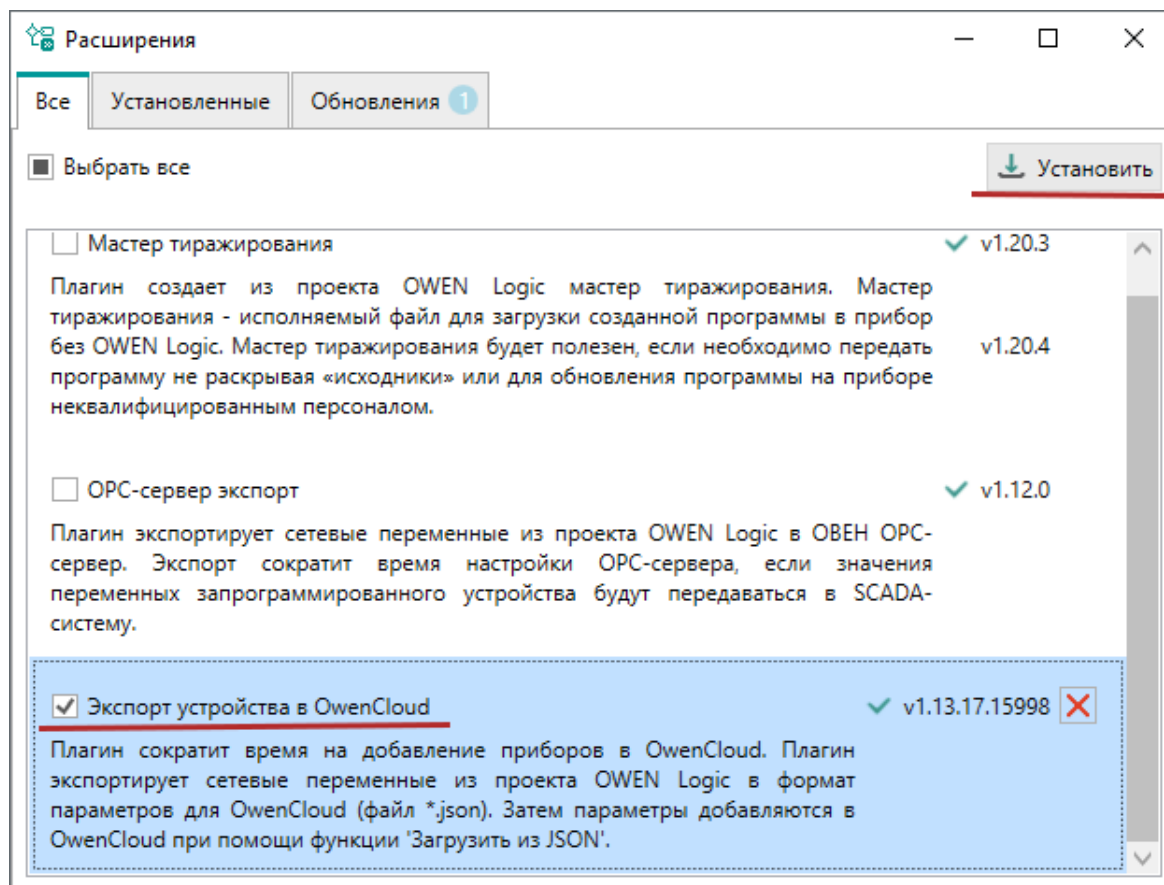 Расширения
Все Установленные Обновления 1
Выбрать все Установить
Мастер тиражирования v1.20.3
Плагин создает из проекта OWEN Logic мастер тиражирования. Мастер
тиражирования - исполняемый файл для загрузки созданной программы в прибор
без OWEN Logic. Мастер тиражирования будет полезен, если необходимо передать v1.20.4
программу не раскрывая «исходники» или для обновления программы на приборе
неквалифицированным персоналом.
OPC-сервер экспорт v1.12.0
Плагин экспортирует сетевые переменные из проекта OWEN Logic в ОВЕН OPC-
сервер. Экспорт сократит время настройки OPC-сервера, если значения
переменных запрограммированного устройства будут передаваться в SCADA-
систему.
Экспорт устройства в OwenCloud v1.13.17.15998
Плагин сократит время на добавление приборов в OwenCloud. Плагин
экспортирует сетевые переменные из проекта OWEN Logic в формат
параметров для OwenCloud (файл *.json). Затем параметры добавляются в
OwenCloud при помощи функции 'Загрузить из JSON'.